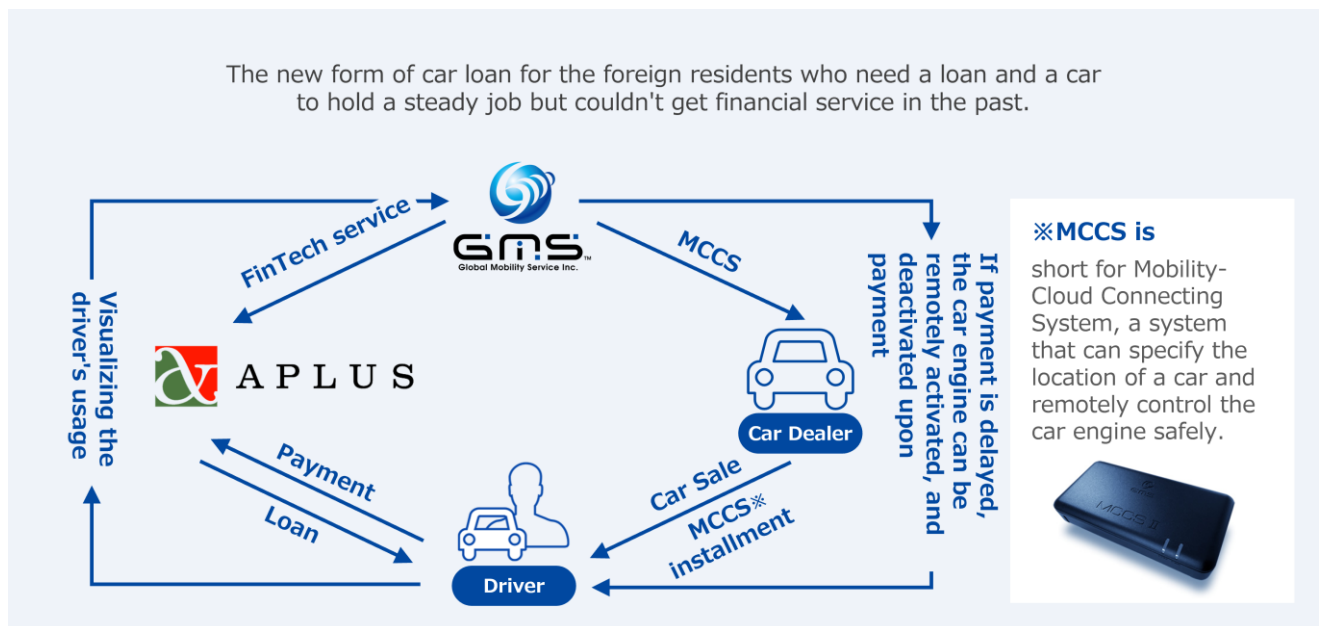 The new form of car loan for the foreign residents who need a loan and a car
to hold a steady job but couldn't get financial service in the past.
GMS™
Global Mobility Service Inc.
FinTech service
MCCS
Visualizing the
driver's usage
& APLUS
Car Dealer
If payment is delayed,
the car engine can be
remotely activated, and
deactivated upon
payment
Payment
Loan
Car Sale
MCCS※
installment
Driver
※MCCS is
short for Mobility-
Cloud Connecting
System, a system
that can specify the
location of a car and
remotely control the
car engine safely.
MCCS II